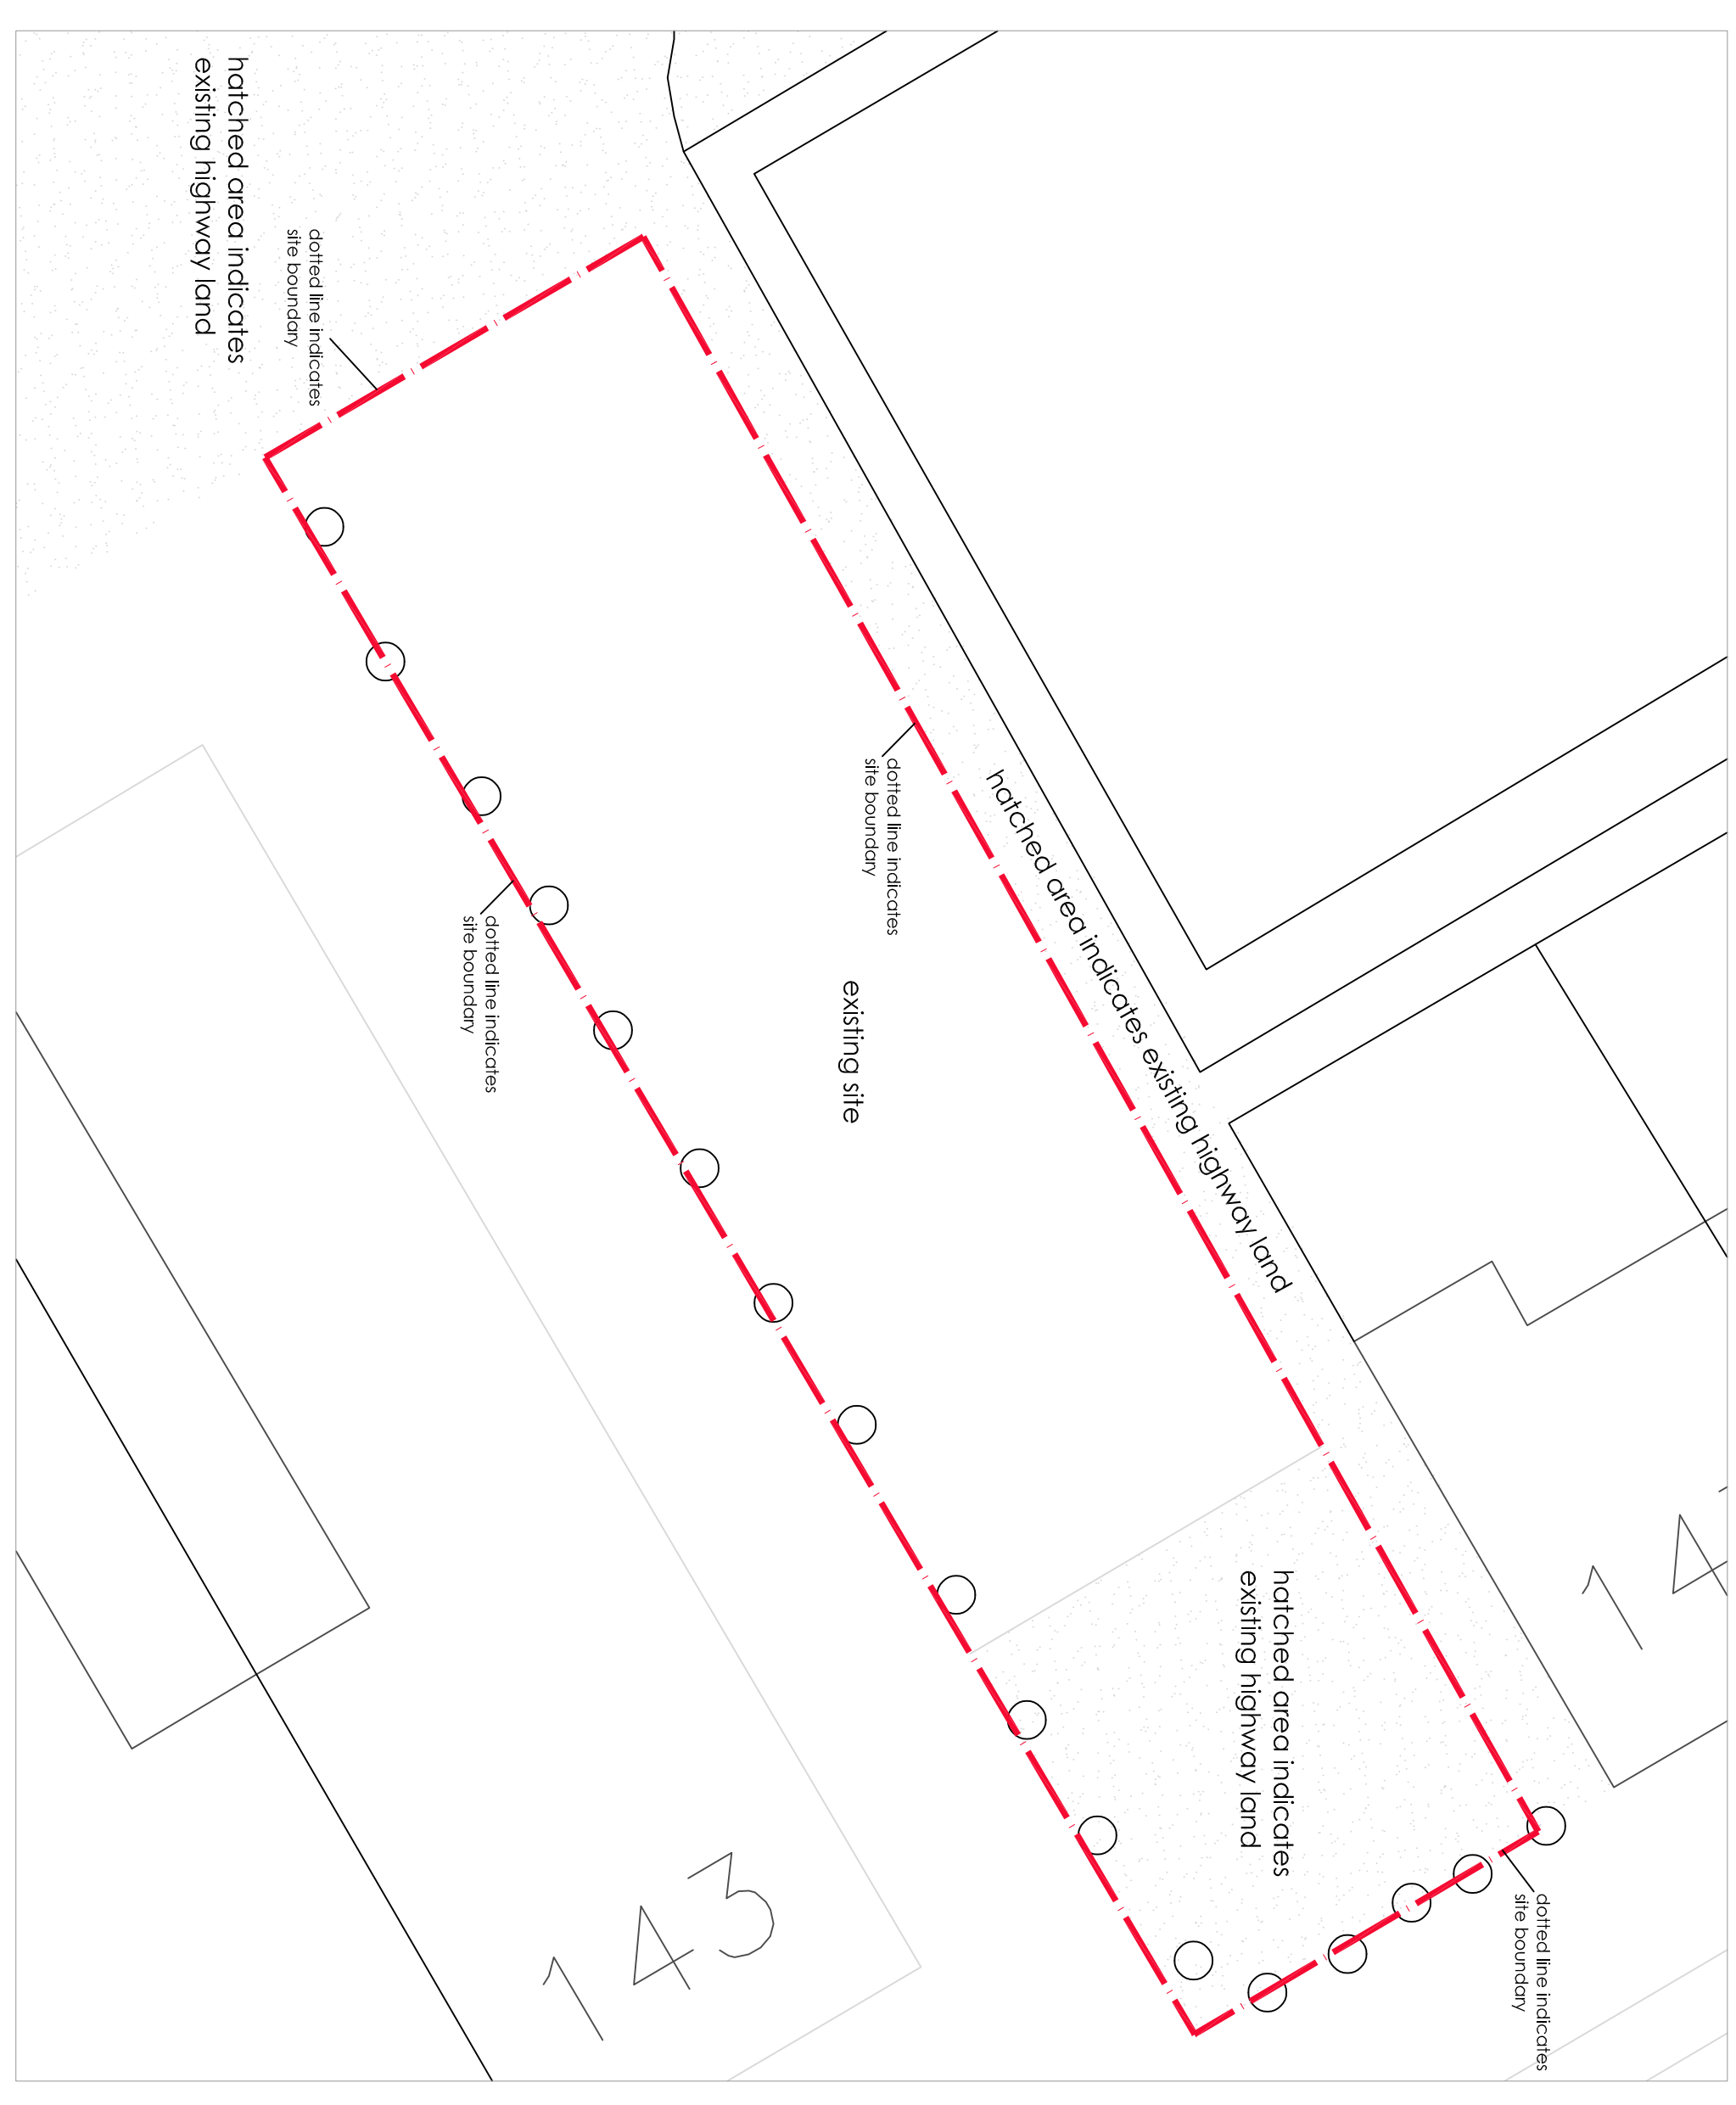 hatched area indicates
existing highway land
dotted line indicates
site boundary
dotted line indicates
site boundary
hatched area indicates existing highway land
dotted line indicates
site boundary
existing site
hatched area indicates
existing highway land
dotted line indicates
site boundary
143
14